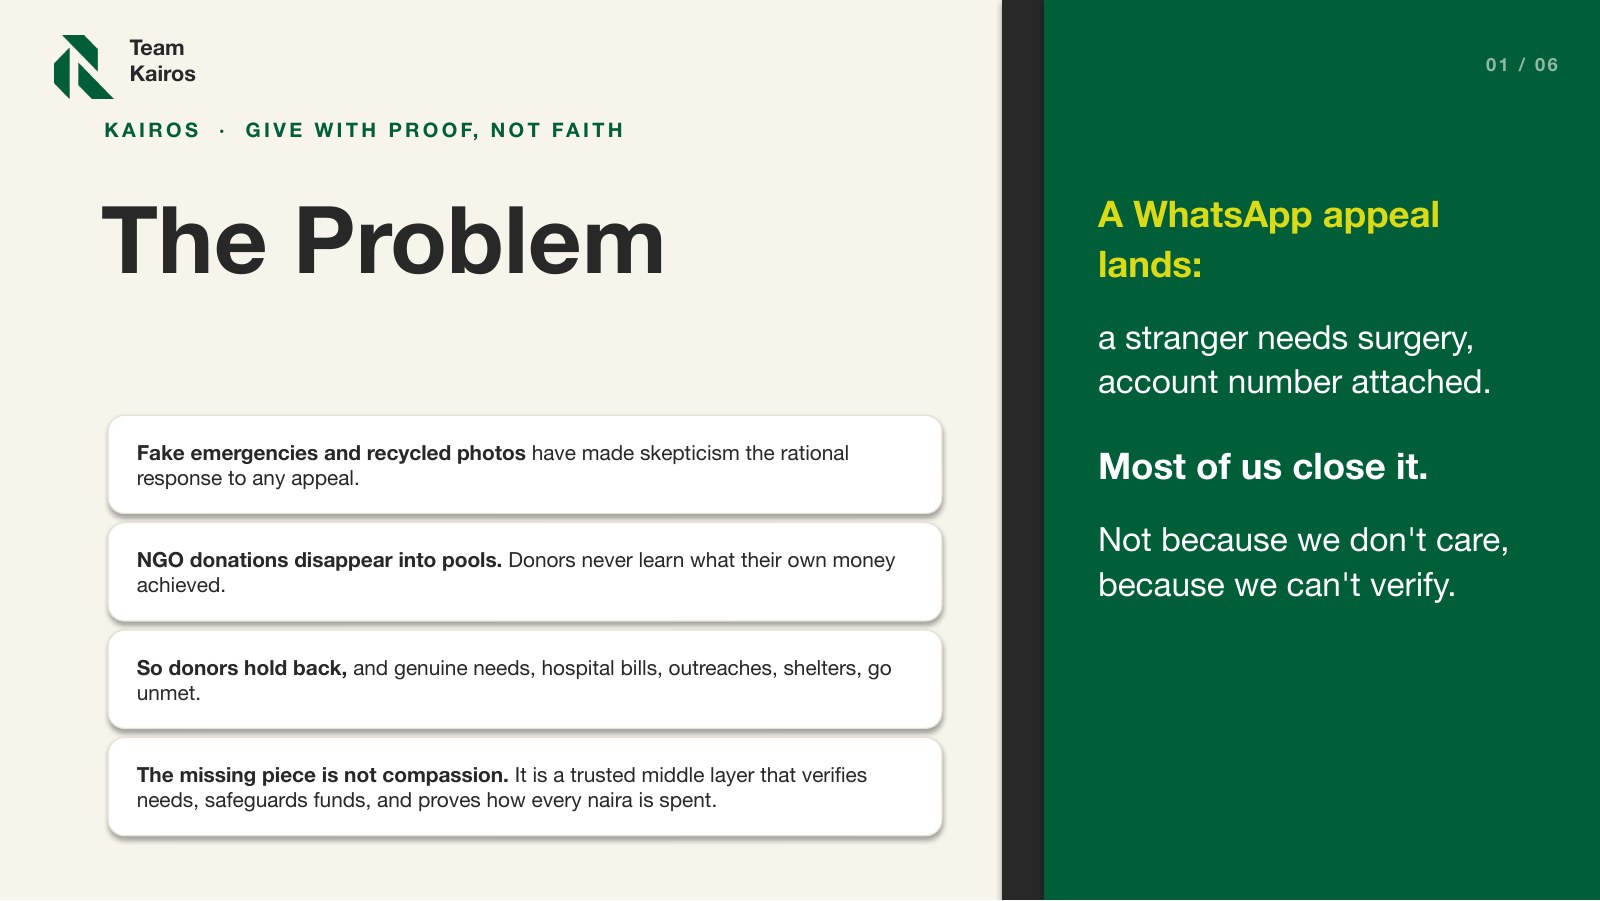 Team
Kairos
KAIROS · GIVE WITH PROOF, NOT FAITH
The Problem
Fake emergencies and recycled photos have made skepticism the rational
response to any appeal.
NGO donations disappear into pools. Donors never learn what their own money
achieved.
So donors hold back, and genuine needs, hospital bills, outreaches, shelters, go
unmet.
The missing piece is not compassion. It is a trusted middle layer that verifies
needs, safeguards funds, and proves how every naira is spent.
01 / 06
A WhatsApp appeal
lands:
a stranger needs surgery,
account number attached.
Most of us close it.
Not because we don't care,
because we can't verify.